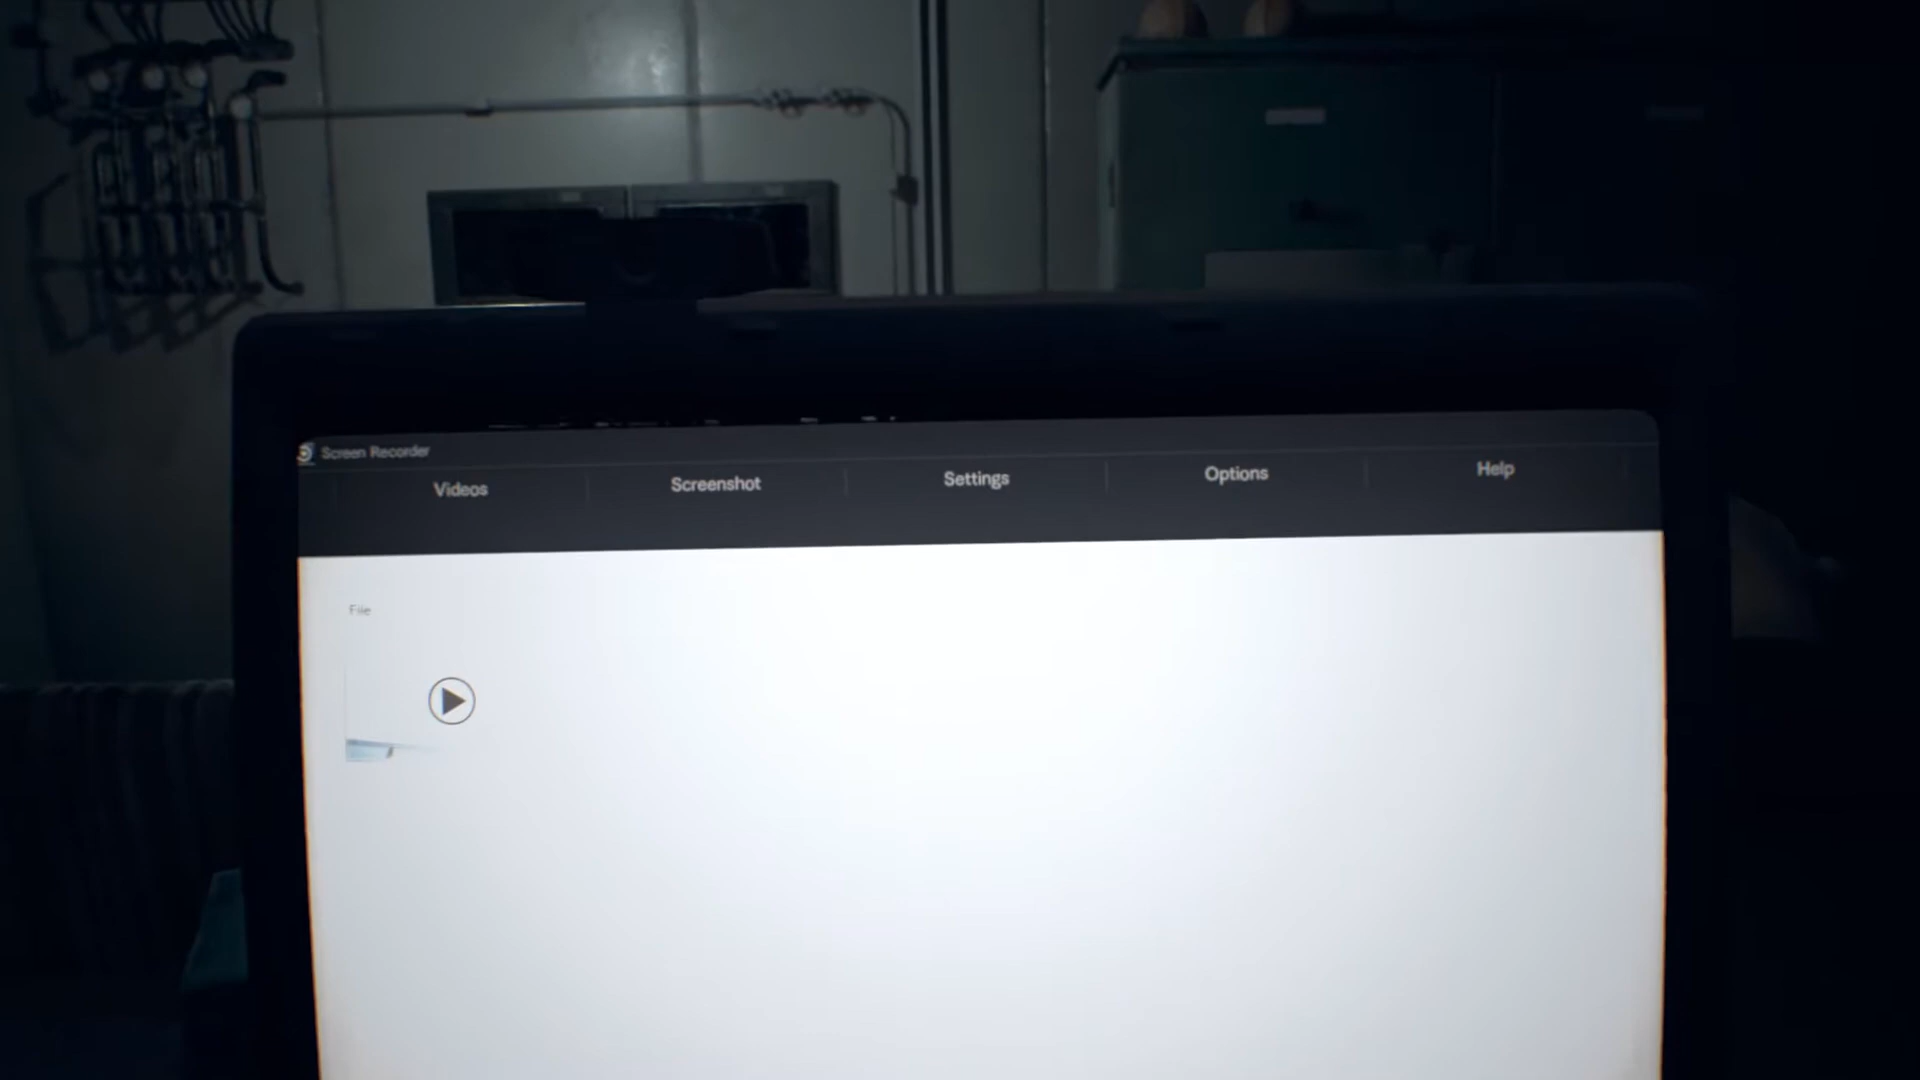 Screen Recorder
Videos
Screenshot
Settings
Options
Help
File